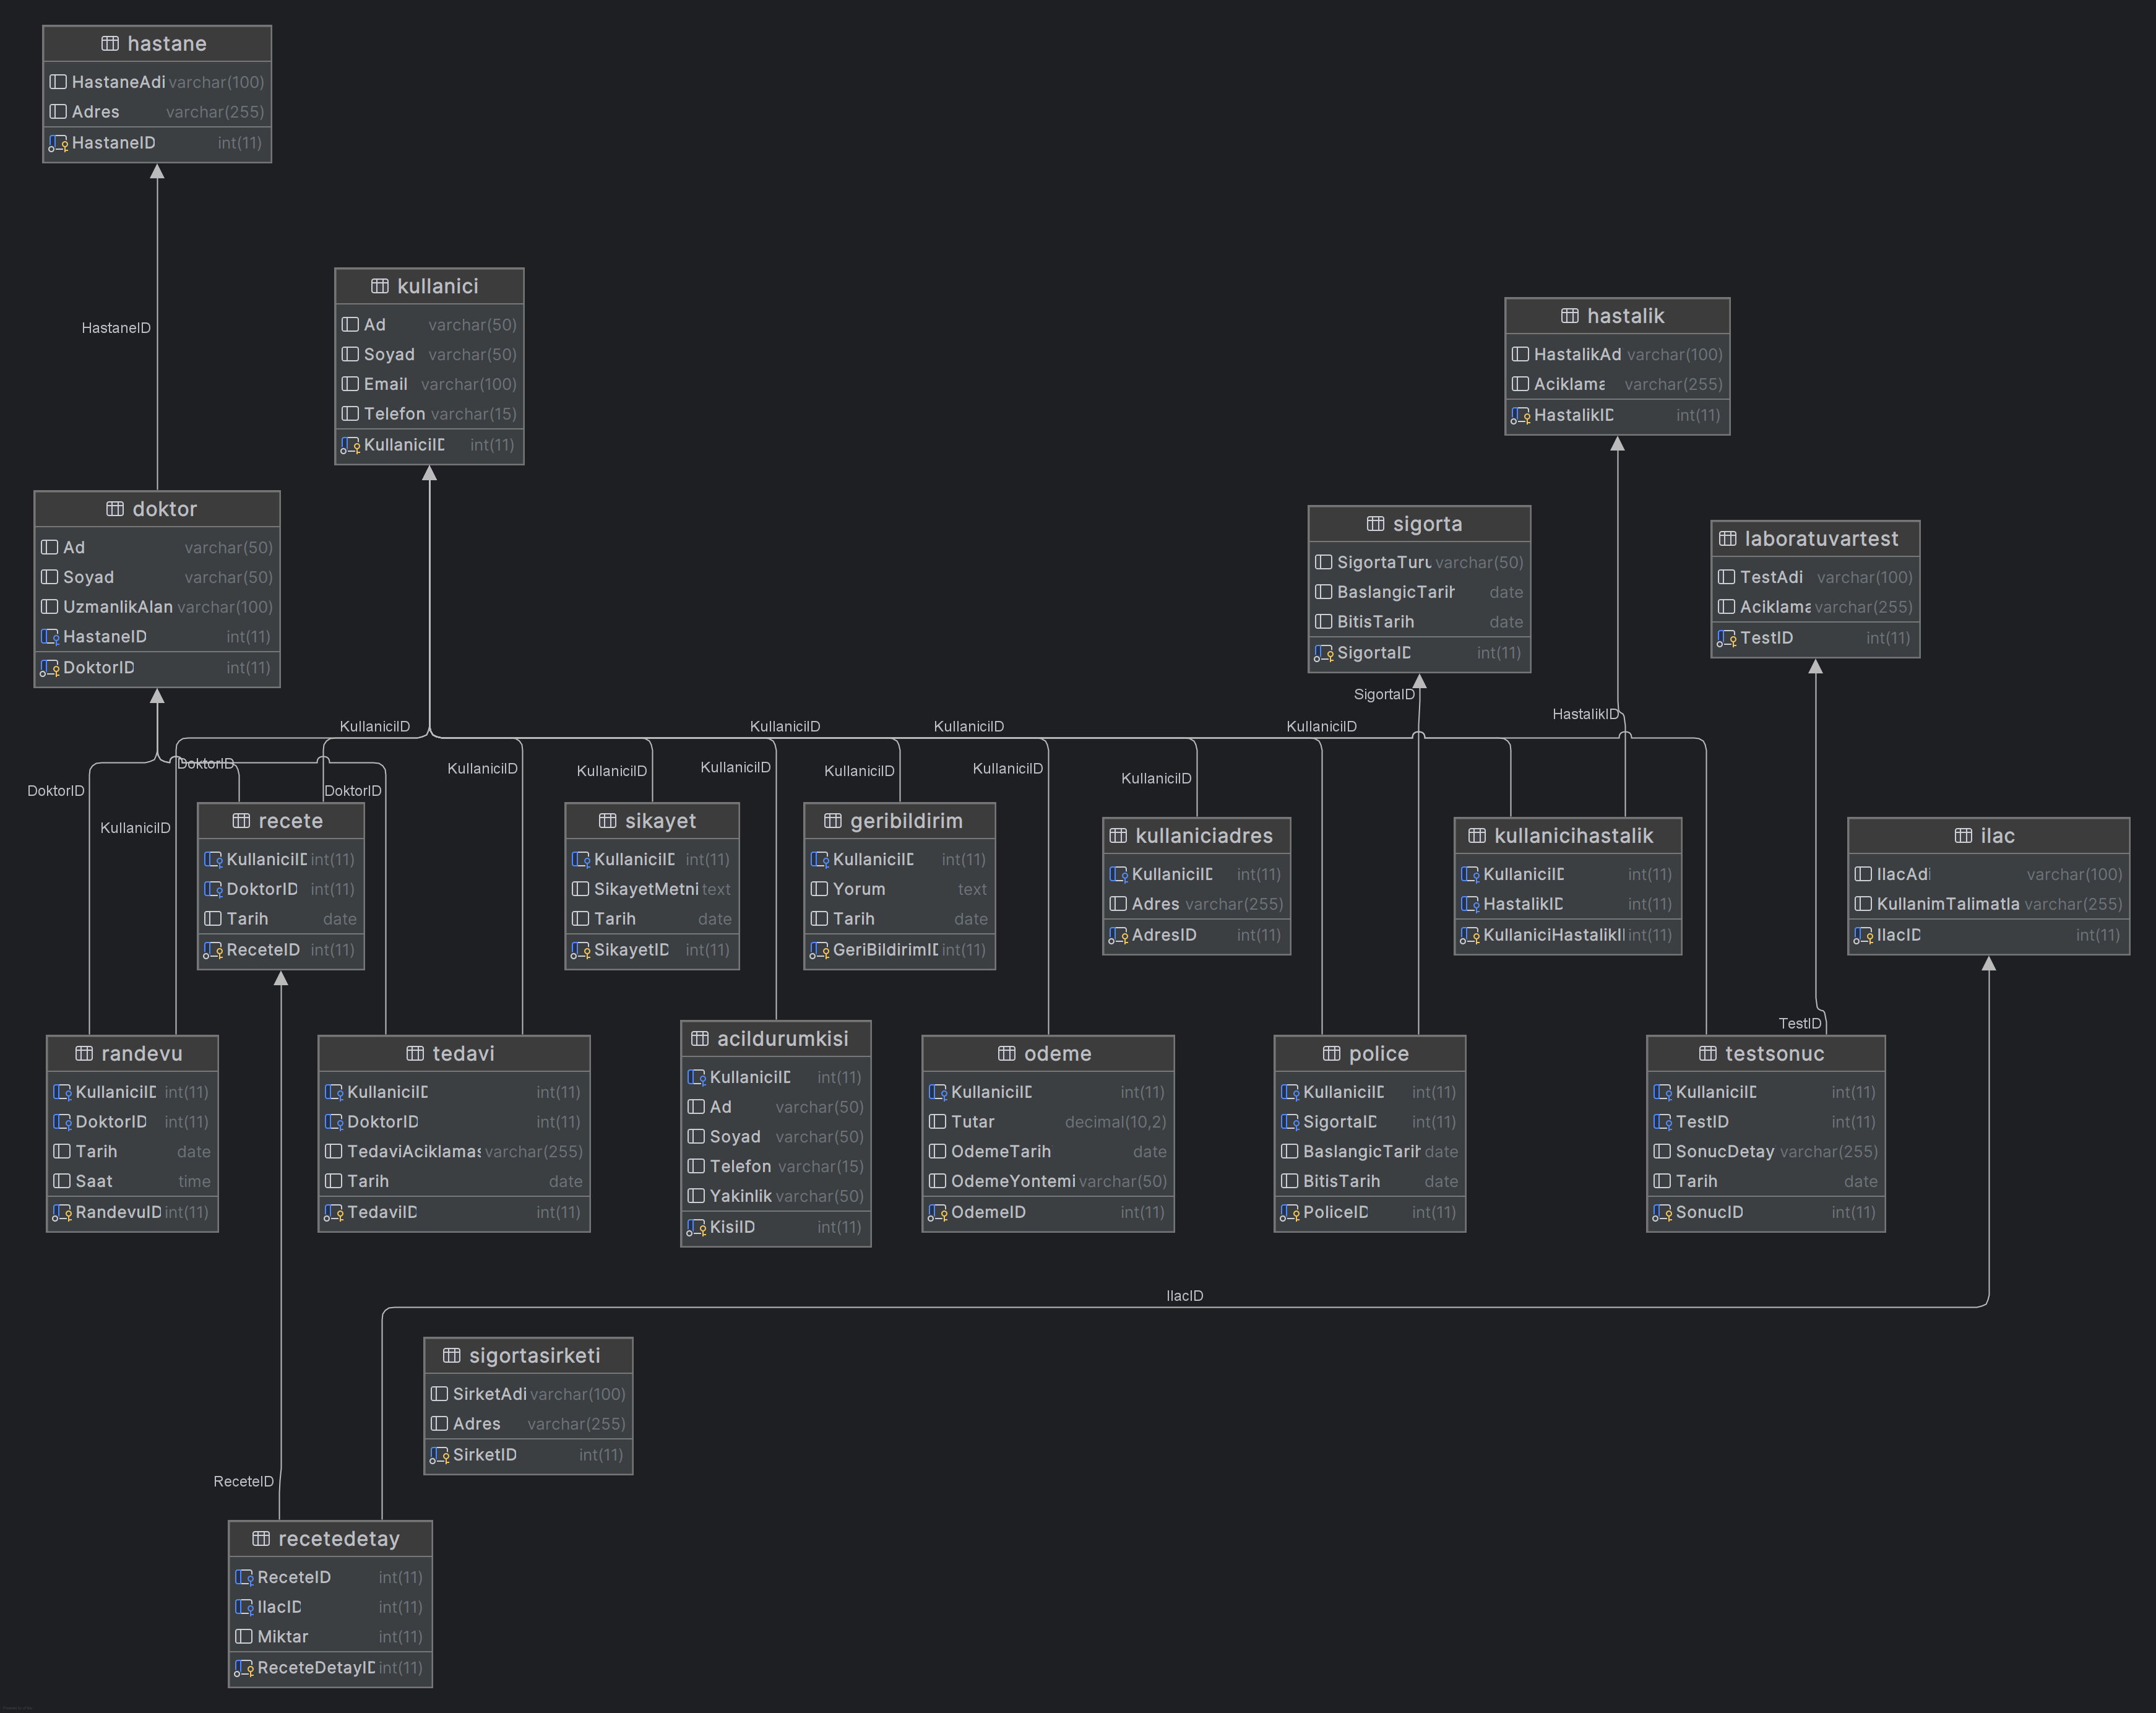 hastane
HastaneAdi varchar(100)
Adres varchar(255)
HastaneID int(11)
HastaneID
kullanici
Ad varchar(50)
Soyad varchar(50)
Email varchar(100)
Telefon varchar(15)
KullaniciID int(11)
hastalik
HastalikAd varchar(100)
Aciklama varchar(255)
HastalikID int(11)
doktor
Ad varchar(50)
Soyad varchar(50)
UzmanlikAlan varchar(100)
HastaneID int(11)
DoktorID int(11)
sigorta
SigortaTuru varchar(50)
BaslangicTarih date
BitisTarih date
SigortaID int(11)
laboratuvartest
TestAdi varchar(100)
Aciklama varchar(255)
TestID int(11)
SigortaID
HastalikID
KullaniciID KullaniciID KullaniciID KullaniciID
DoktorID KullaniciID KullaniciID KullaniciID KullaniciID KullaniciID KullaniciID
DoktorID DoktorID
KullaniciID
recete
KullaniciID int(11)
DoktorID int(11)
Tarih date
ReceteID int(11)
sikayet
KullaniciID int(11)
SikayetMetni text
Tarih date
SikayetID int(11)
geribildirim
KullaniciID int(11)
Yorum text
Tarih date
GeriBildirimID int(11)
kullaniciadres
KullaniciID int(11)
Adres varchar(255)
AdresID int(11)
kullanicihastalik
KullaniciID int(11)
HastalikID int(11)
KullaniciHastalikI int(11)
ilac
IlacAdi varchar(100)
KullanimTalimatla varchar(255)
IlacID int(11)
TestID
randevu
KullaniciID int(11)
DoktorID int(11)
Tarih date
Saat time
RandevuID int(11)
tedavi
KullaniciID int(11)
DoktorID int(11)
TedaviAciklamas varchar(255)
Tarih date
TedaviID int(11)
acildurumkisi
KullaniciID int(11)
Ad varchar(50)
Soyad varchar(50)
Telefon varchar(15)
Yakinlik varchar(50)
KisiID int(11)
odeme
KullaniciID int(11)
Tutar decimal(10,2)
OdemeTarih date
OdemeYontemi varchar(50)
OdemeID int(11)
police
KullaniciID int(11)
SigortaID int(11)
BaslangicTarih date
BitisTarih date
PoliceID int(11)
testsonuc
KullaniciID int(11)
TestID int(11)
SonucDetay varchar(255)
Tarih date
SonucID int(11)
IlacID
sigortasirketi
SirketAdi varchar(100)
Adres varchar(255)
SirketID int(11)
ReceteID
recetedetay
ReceteID int(11)
IlacID int(11)
Miktar int(11)
ReceteDetayID int(11)